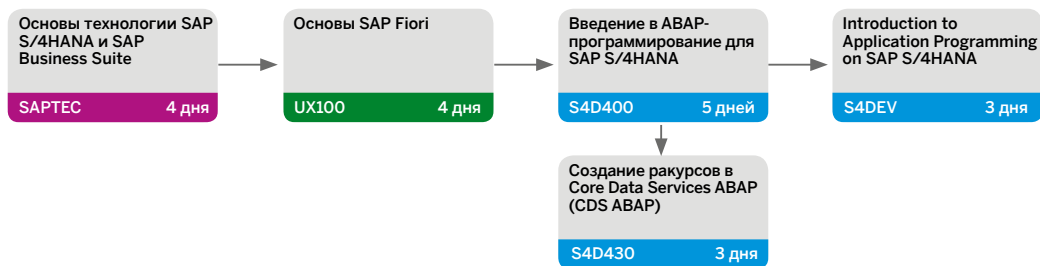 Основы технологии SAP
S/4HANA и SAP
Business Suite
SAPTEC 4 дня
Основы SAP Fiori
UX100 4 дня
Введение в ABAP-
программирование для
SAP S/4HANA
S4D400 5 дней
Introduction to
Application Programming
on SAP S/4HANA
S4DEV 3 дня
Создание ракурсов в
Core Data Services ABAP
(CDS ABAP)
S4D430 3 дня